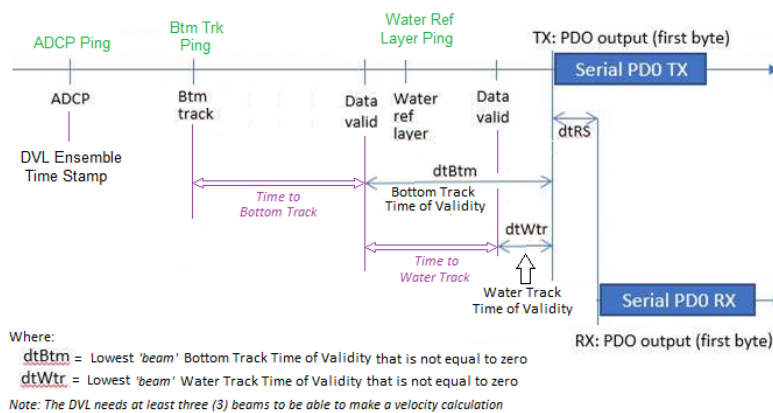 ADCP Ping
Btm Trk
Ping
Water Ref
Layer Ping
TX: PDO output (first byte)
Serial PD0 TX
ADCP
Btm
track
Data
valid
Water
ref
layer
Data
valid
dtRS
DVL Ensemble
Time Stamp
dtBtm
Time to
Bottom Track
Bottom Track
Time of Validity
dtWtr
Time to
Water Track
Water Track
Time of Validity
Serial PD0 RX
RX: PDO output (first byte)
Where:
dtBtm = Lowest 'beam' Bottom Track Time of Validity that is not equal to zero
dtWtr = Lowest 'beam' Water Track Time of Validity that is not equal to zero
Note: The DVL needs at least three (3) beams to be able to make a velocity calculation